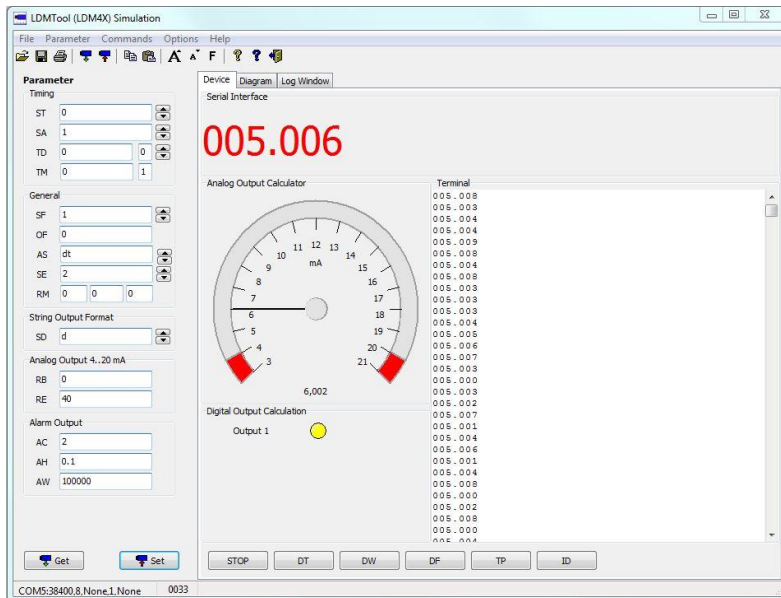 LDMTool (LDM4X) Simulation
File Parameter Commands Options Help
A A F ? ?
Parameter
Timing
ST 0
SA 1
TD 0 0
TM 0 1
General
SF 1
OF 0
AS dt
SE 2
RM 0 0 0
String Output Format
SD d
Analog Output 4..20 mA
RB 0
RE 40
Alarm Output
AC 2
AH 0.1
AW 100000
Get Set
Device Diagram Log Window
Serial Interface
005.006
Analog Output Calculator
3 4 5 6 7 8 9 10 11 12 13 14 15 16 17 18 19 20 21
mA
6,002
Digital Output Calculation
Output 1
Terminal
005.008
005.003
005.004
005.004
005.009
005.008
005.004
005.008
005.003
005.003
005.003
005.004
005.005
005.006
005.007
005.003
005.000
005.003
005.002
005.007
005.001
005.004
005.006
005.001
005.004
005.008
005.000
005.002
005.008
005.000
005.004
STOP DT DW DF TP ID
COM5:38400,8,None,1,None 0033